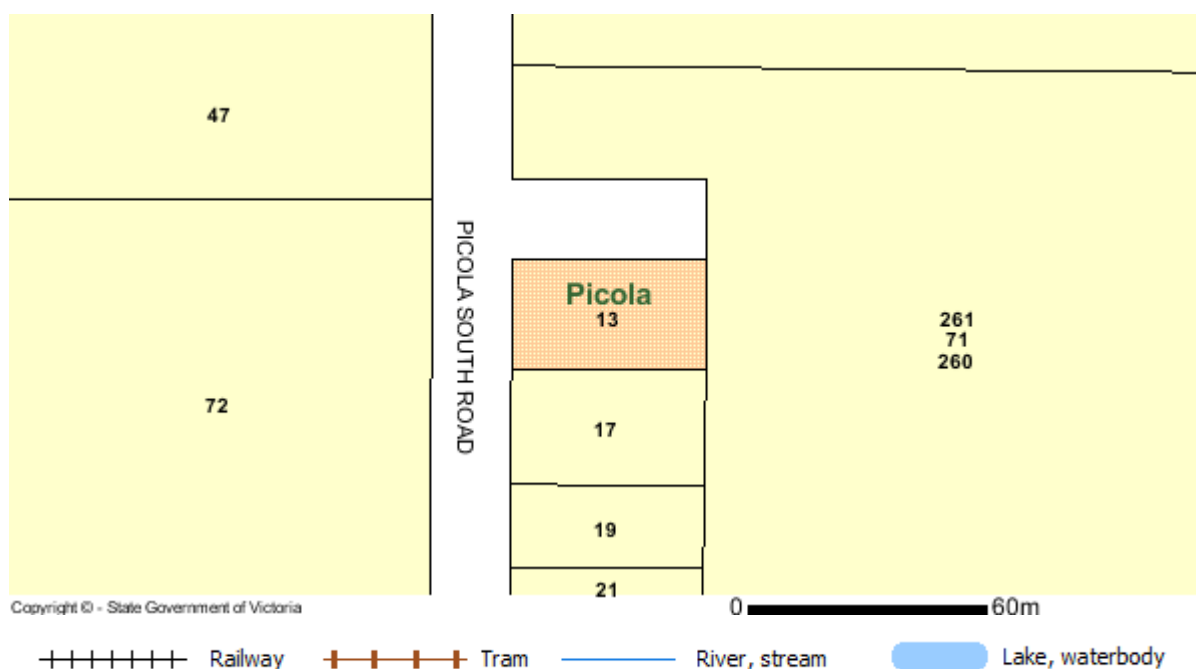 47
PICOLA SOUTH ROAD
Picola
13
261
71
260
72
17
19
21
Copyright © - State Government of Victoria
0 60m
Railway Tram River, stream Lake, waterbody